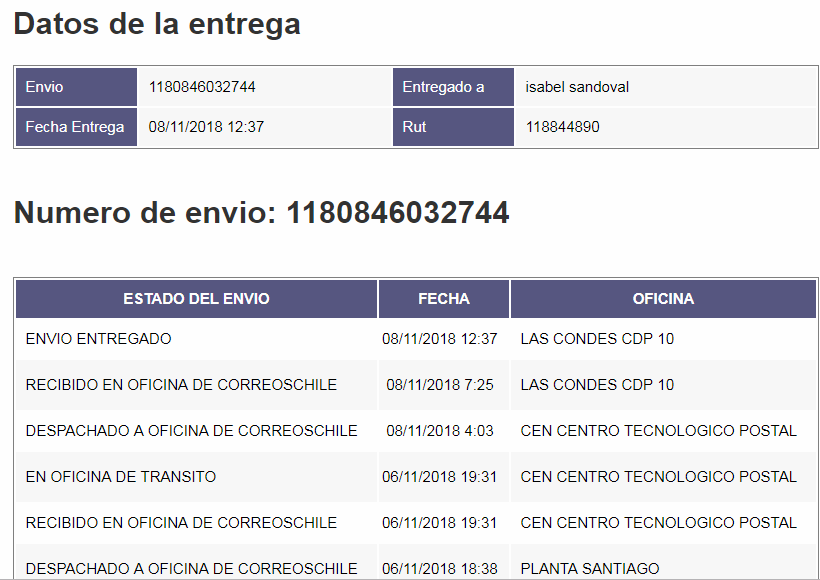 Datos de la entrega
Envio 1180846032744 Entregado a isabel sandoval
Fecha Entrega 08/11/2018 12:37 Rut 118844890
Numero de envio: 1180846032744
ESTADO DEL ENVIO FECHA OFICINA
ENVIO ENTREGADO 08/11/2018 12:37 LAS CONDES CDP 10
RECIBIDO EN OFICINA DE CORREOSCHILE 08/11/2018 7:25 LAS CONDES CDP 10
DESPACHADO A OFICINA DE CORREOSCHILE 08/11/2018 4:03 CEN CENTRO TECNOLOGICO POSTAL
EN OFICINA DE TRANSITO 06/11/2018 19:31 CEN CENTRO TECNOLOGICO POSTAL
RECIBIDO EN OFICINA DE CORREOSCHILE 06/11/2018 19:31 CEN CENTRO TECNOLOGICO POSTAL
DESPACHADO A OFICINA DE CORREOSCHILE 06/11/2018 18:38 PLANTA SANTIAGO